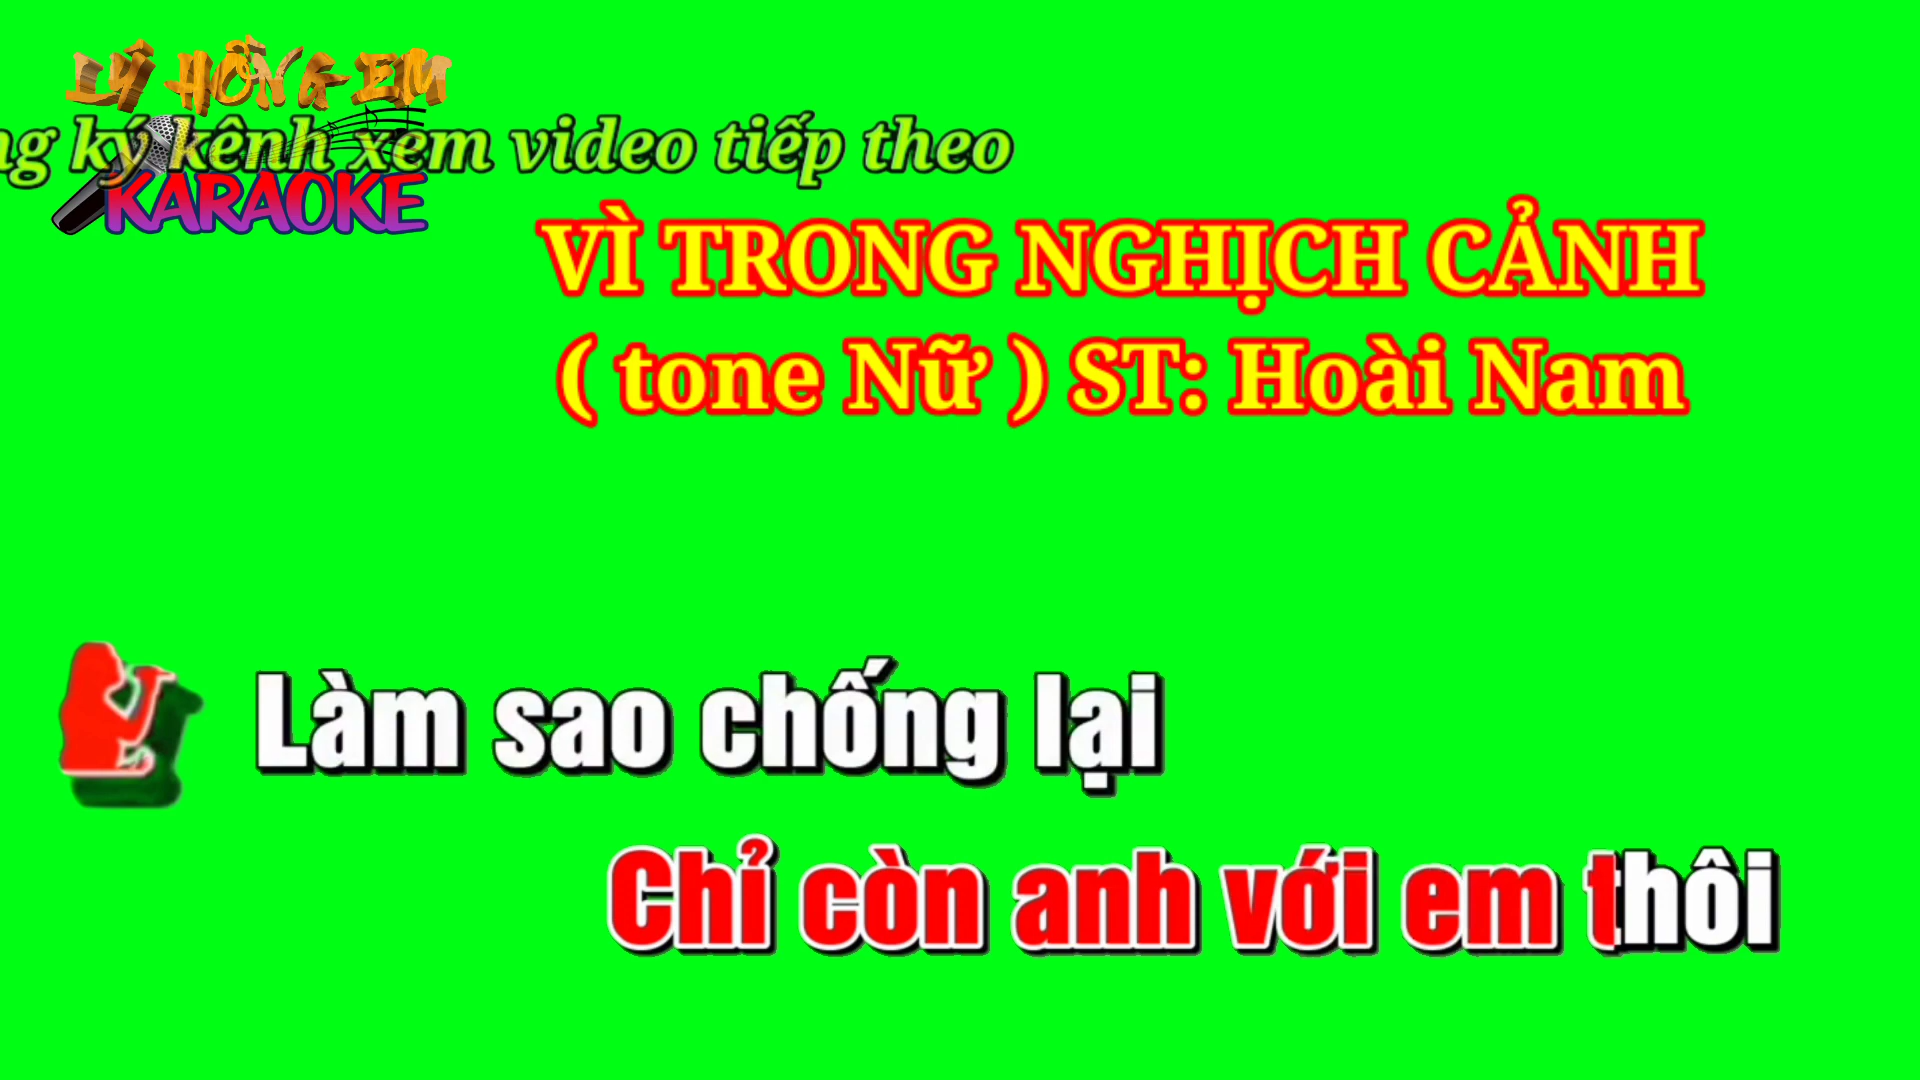 LÝ HỒNG EM
KARAOKE
ng ký kênh xem video tiếp theo
VÌ TRONG NGHỊCH CẢNH
( tone Nữ ) ST: Hoài Nam
Làm sao chống lại
Chỉ còn anh với em thôi